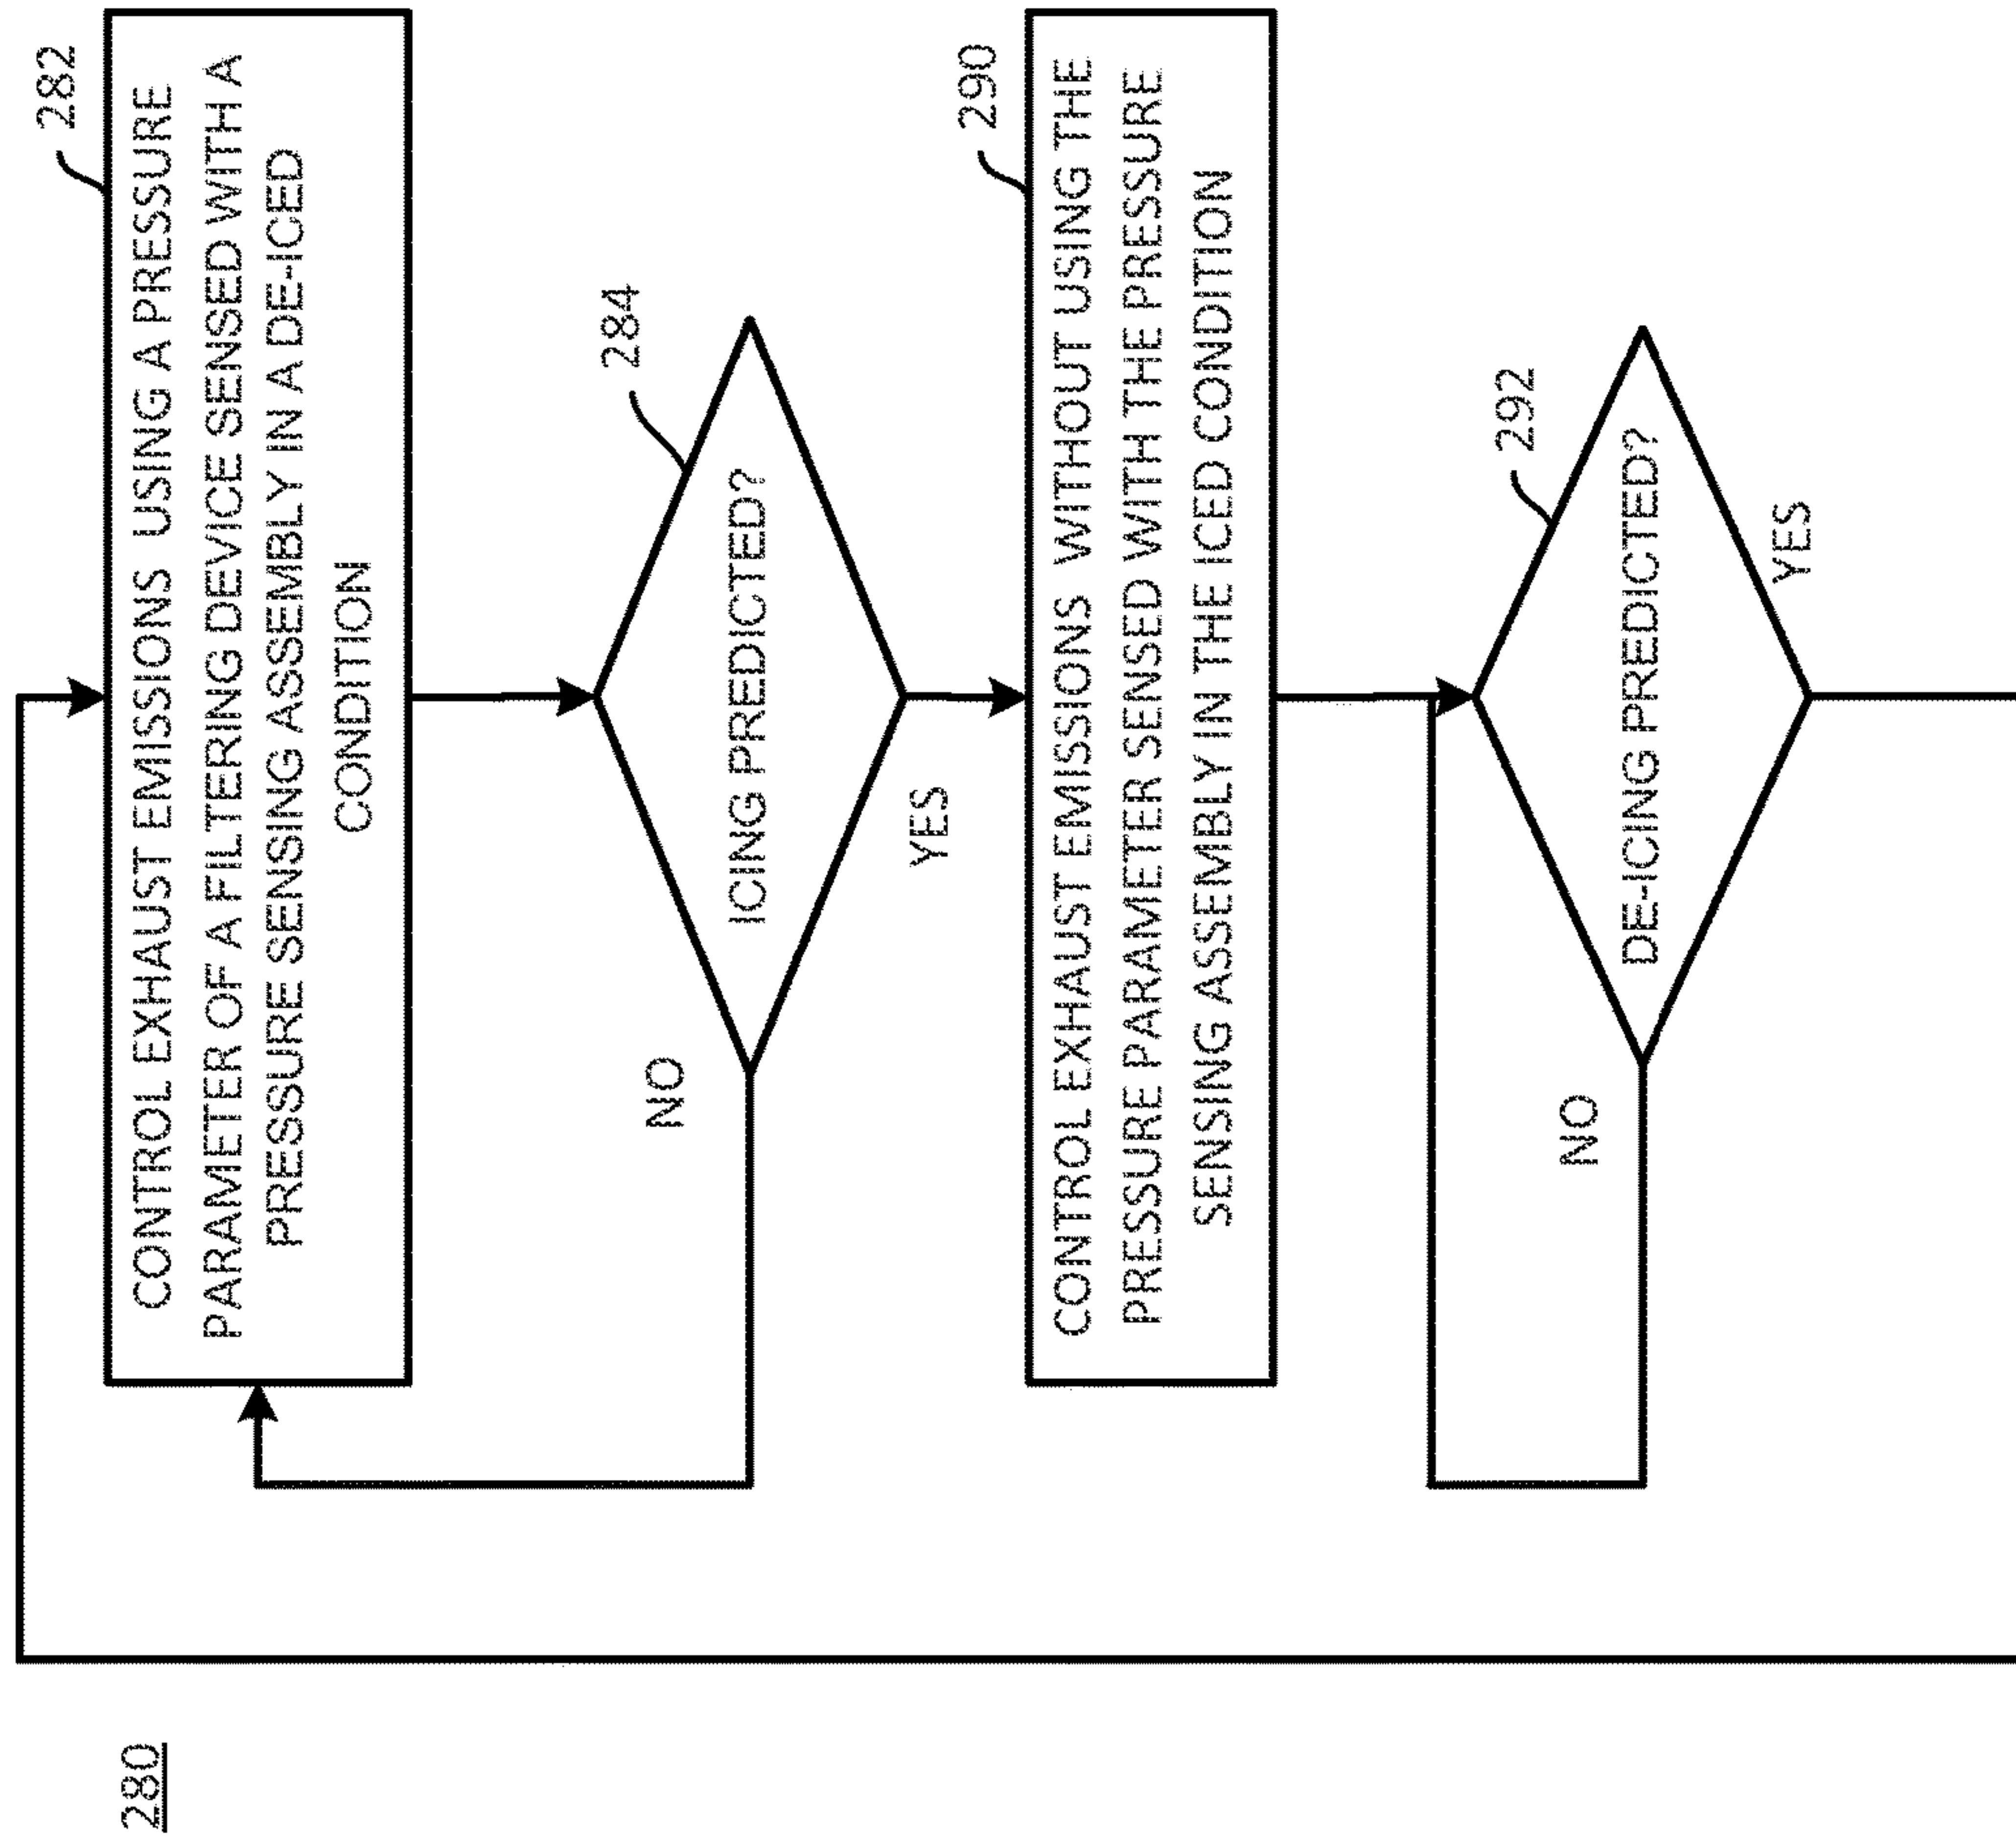 280
282
CONTROL EXHAUST EMISSIONS USING A PRESSURE
PARAMETER OF A FILTERING DEVICE SENSED WITH A
PRESSURE SENSING ASSEMBLY IN A DE-ICED
CONDITION
284
ICING PREDICTED?
NO
YES
290
CONTROL EXHAUST EMISSIONS WITHOUT USING THE
PRESSURE PARAMETER SENSED WITH THE PRESSURE
SENSING ASSEMBLY IN THE ICED CONDITION
292
DE-ICING PREDICTED?
NO
YES